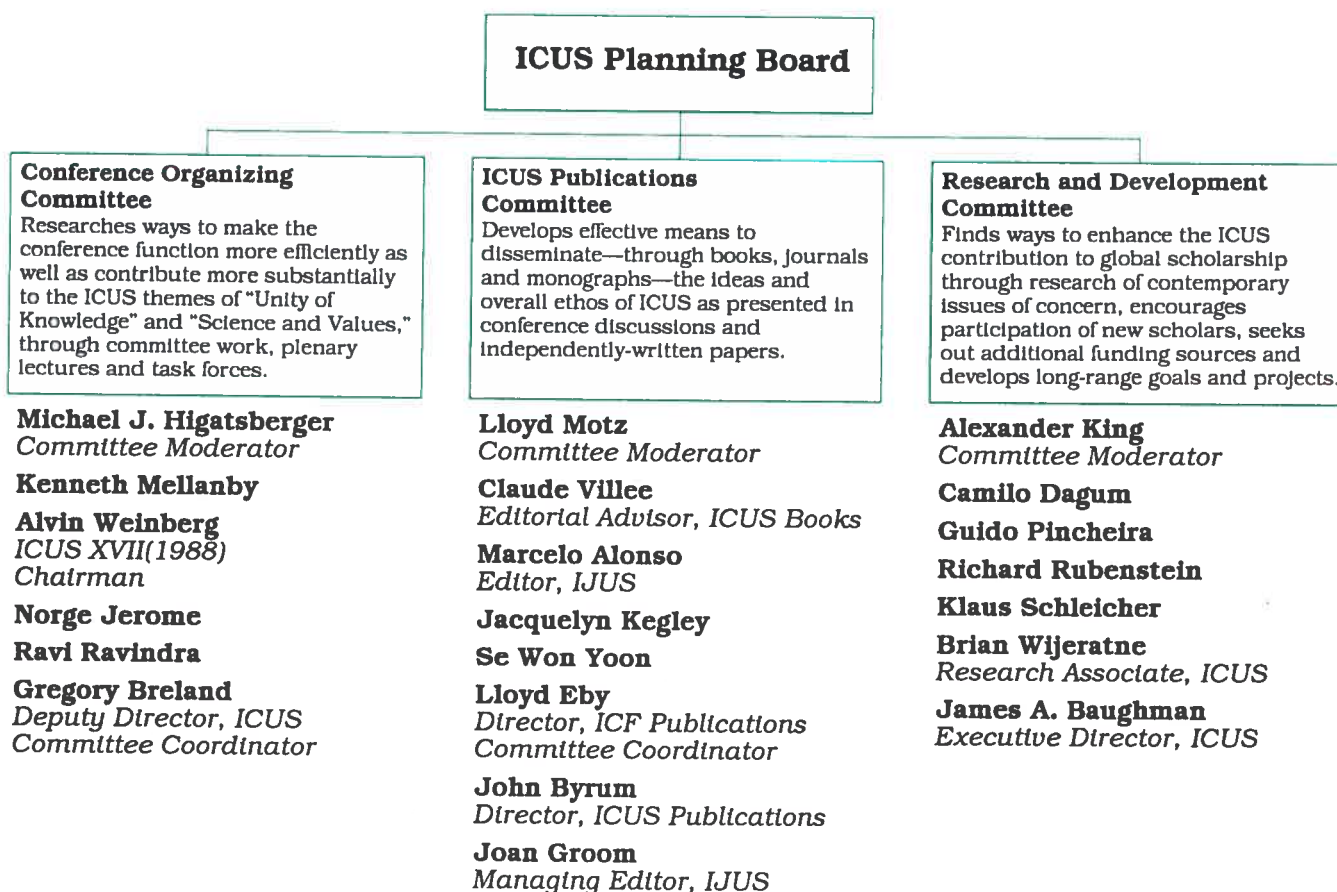 ICUS Planning Board
Conference Organizing
Committee
Researches ways to make the
conference function more efficiently as
well as contribute more substantially
to the ICUS themes of "Unity of
Knowledge" and "Science and Values,"
through committee work, plenary
lectures and task forces.
Michael J. Higatsberger
Committee Moderator
Kenneth Mellanby
Alvin Weinberg
ICUS XVII(1988)
Chairman
Norge Jerome
Ravi Ravindra
Gregory Breland
Deputy Director, ICUS
Committee Coordinator
ICUS Publications
Committee
Develops effective means to
disseminate—through books, journals
and monographs—the ideas and
overall ethos of ICUS as presented in
conference discussions and
independently-written papers.
Lloyd Motz
Committee Moderator
Claude Villee
Editorial Advisor, ICUS Books
Marcelo Alonso
Editor, IJUS
Jacquelyn Kegley
Se Won Yoon
Lloyd Eby
Director, ICF Publications
Committee Coordinator
John Byrum
Director, ICUS Publications
Joan Groom
Managing Editor, IJUS
Research and Development
Committee
Finds ways to enhance the ICUS
contribution to global scholarship
through research of contemporary
issues of concern, encourages
participation of new scholars, seeks
out additional funding sources and
develops long-range goals and projects.
Alexander King
Committee Moderator
Camilo Dagum
Guido Pincheira
Richard Rubenstein
Klaus Schleicher
Brian Wijeratne
Research Associate, ICUS
James A. Baughman
Executive Director, ICUS